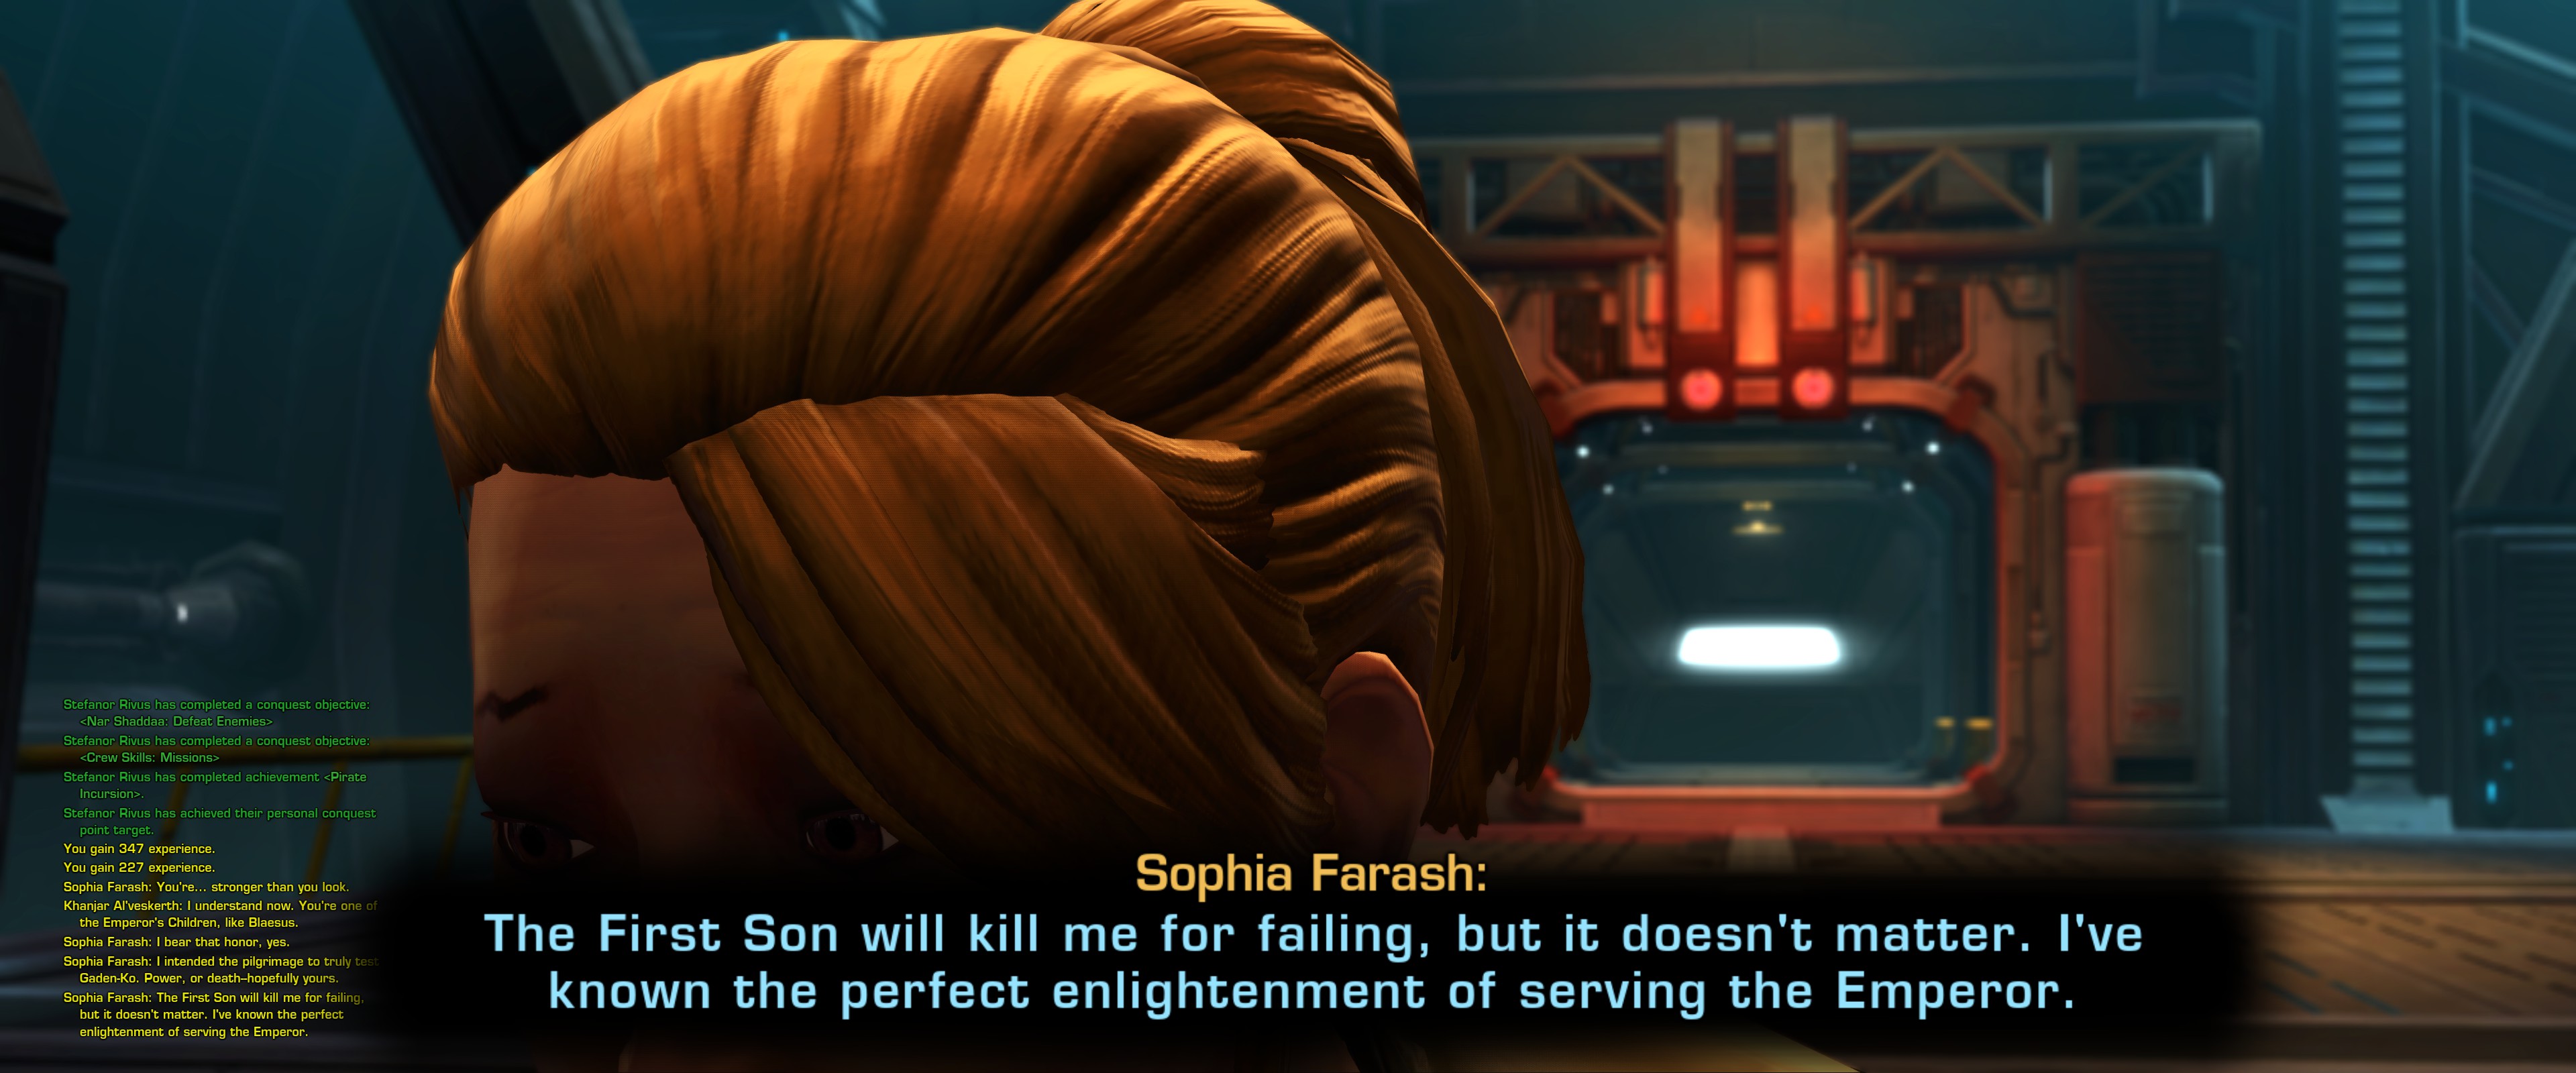 Stefanor Rivus has completed a conquest objective:
<Nar Shaddaa: Defeat Enemies>
Stefanor Rivus has completed a conquest objective:
<Crew Skills: Missions>
Stefanor Rivus has completed achievement <Pirate
Incursion>.
Stefanor Rivus has achieved their personal conquest
point target.
You gain 347 experience.
You gain 227 experience.
Sophia Farash: You're... stronger than you look.
Khanjar Al'veskerth: I understand now. You're one of
the Emperor's Children, like Blaesus.
Sophia Farash: I bear that honor, yes.
Sophia Farash: I intended the pilgrimage to truly test
Gaden-Ko. Power, or death–hopefully yours.
Sophia Farash: The First Son will kill me for failing,
but it doesn't matter. I've known the perfect
enlightenment of serving the Emperor.
Sophia Farash:
The First Son will kill me for failing, but it doesn't matter. I've
known the perfect enlightenment of serving the Emperor.